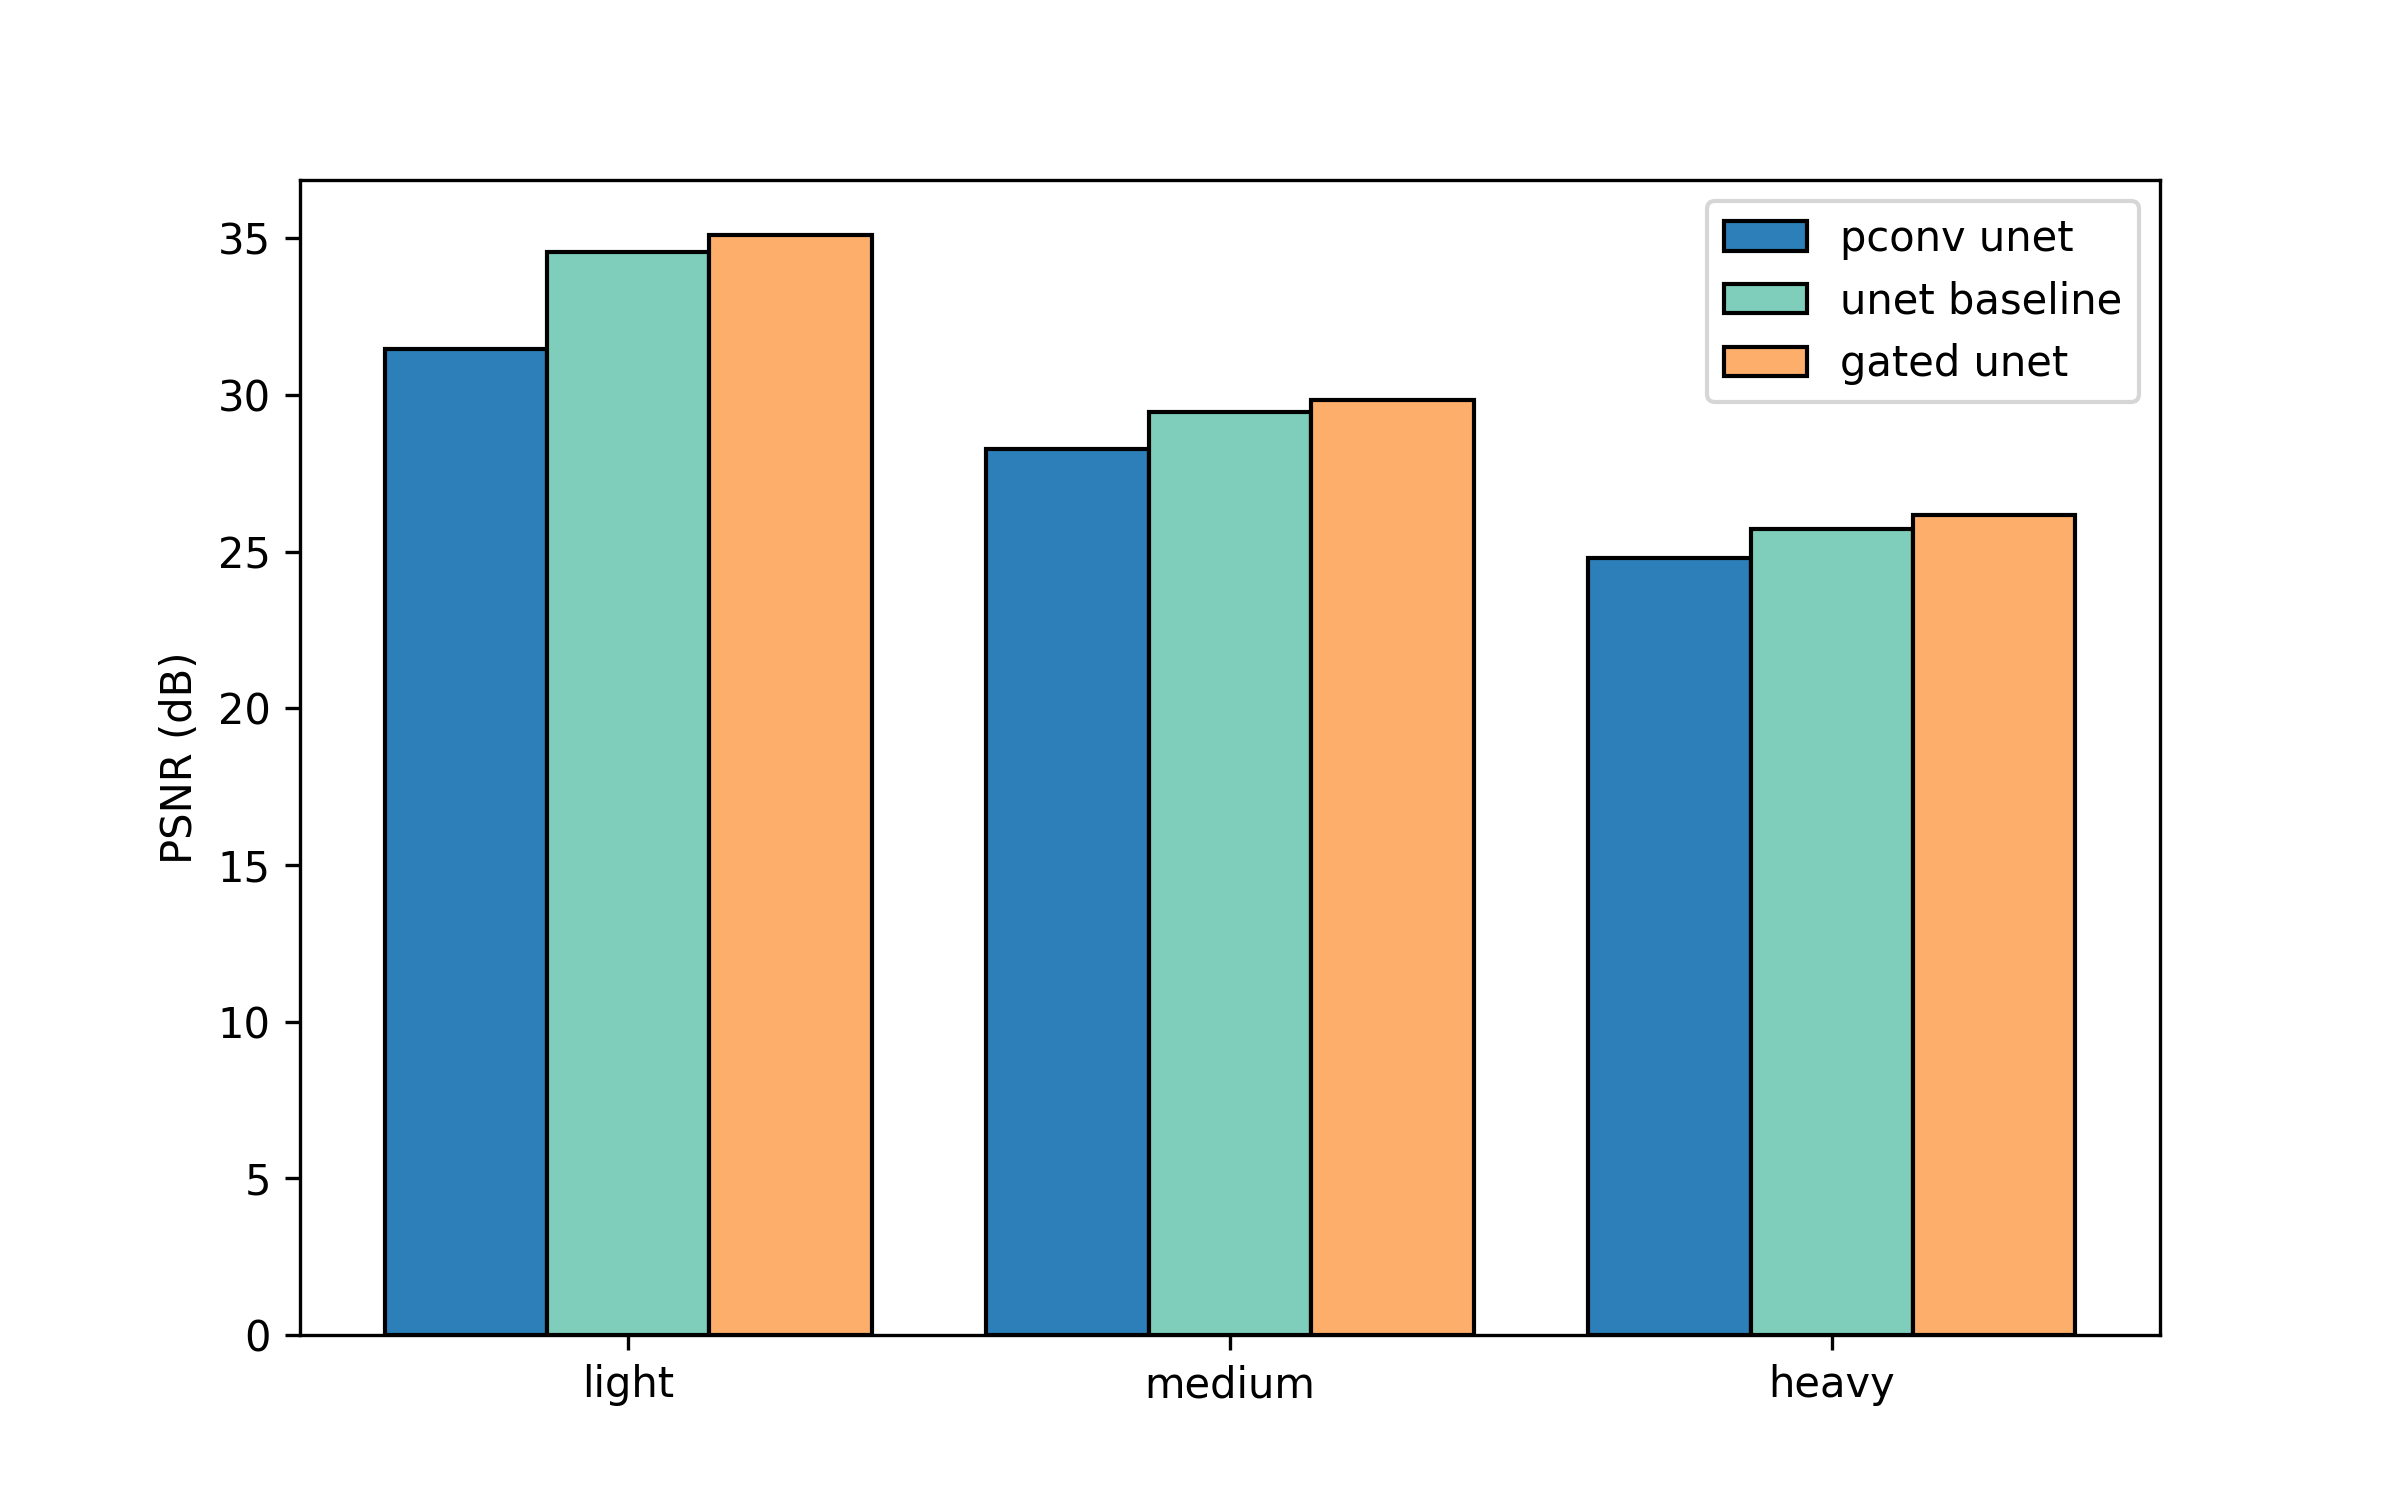 pconv unet
unet baseline
gated unet
35
30
25
20
15
10
5
0
PSNR (dB)
light
medium
heavy